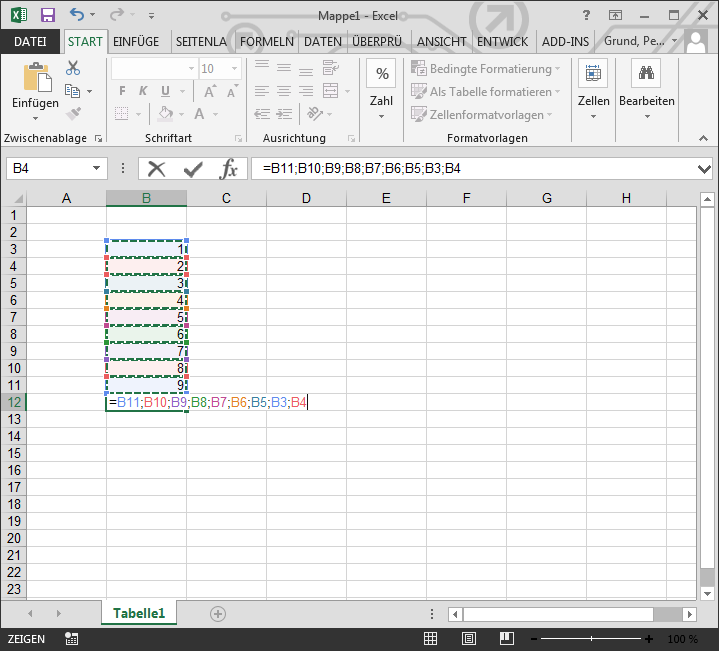 Mappe1 - Excel
?
DATEI START EINFÜGE SEITENLA FORMELN DATEN ÜBERPRÜ ANSICHT ENTWICK ADD-INS Grund, Pe...
Einfügen
Zwischenablage
10
F K U A A
A
Schriftart
Ausrichtung
%
Zahl
Bedingte Formatierung
Als Tabelle formatieren
Zellenformatvorlagen
Formatvorlagen
Zellen
Bearbeiten
B4 fx =B11;B10;B9;B8;B7;B6;B5;B3;B4
A B C D E F G H
1
2
3 1
4 2
5 3
6 4
7 5
8 6
9 7
10 8
11 9
12 =B11;B10;B9;B8;B7;B6;B5;B3;B4
13
14
15
16
17
18
19
20
21
22
23
Tabelle1
ZEIGEN 100 %